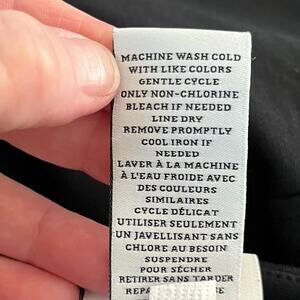 MACHINE WASH COLD
WITH LIKE COLORS
GENTLE CYCLE
ONLY NON-CHLORINE
BLEACH IF NEEDED
LINE DRY
REMOVE PROMPTLY
COOL IRON IF
NEEDED
LAVER À LA MACHINE
À L'EAU FROIDE AVEC
DES COULEURS
SIMILAIRES
CYCLE DÉLICAT
UTILISER SEULEMENT
UN JAVELLISANT SANS
CHLORE AU BESOIN
SUSPENDRE
POUR SÉCHER
RETIRER SANS TARDER